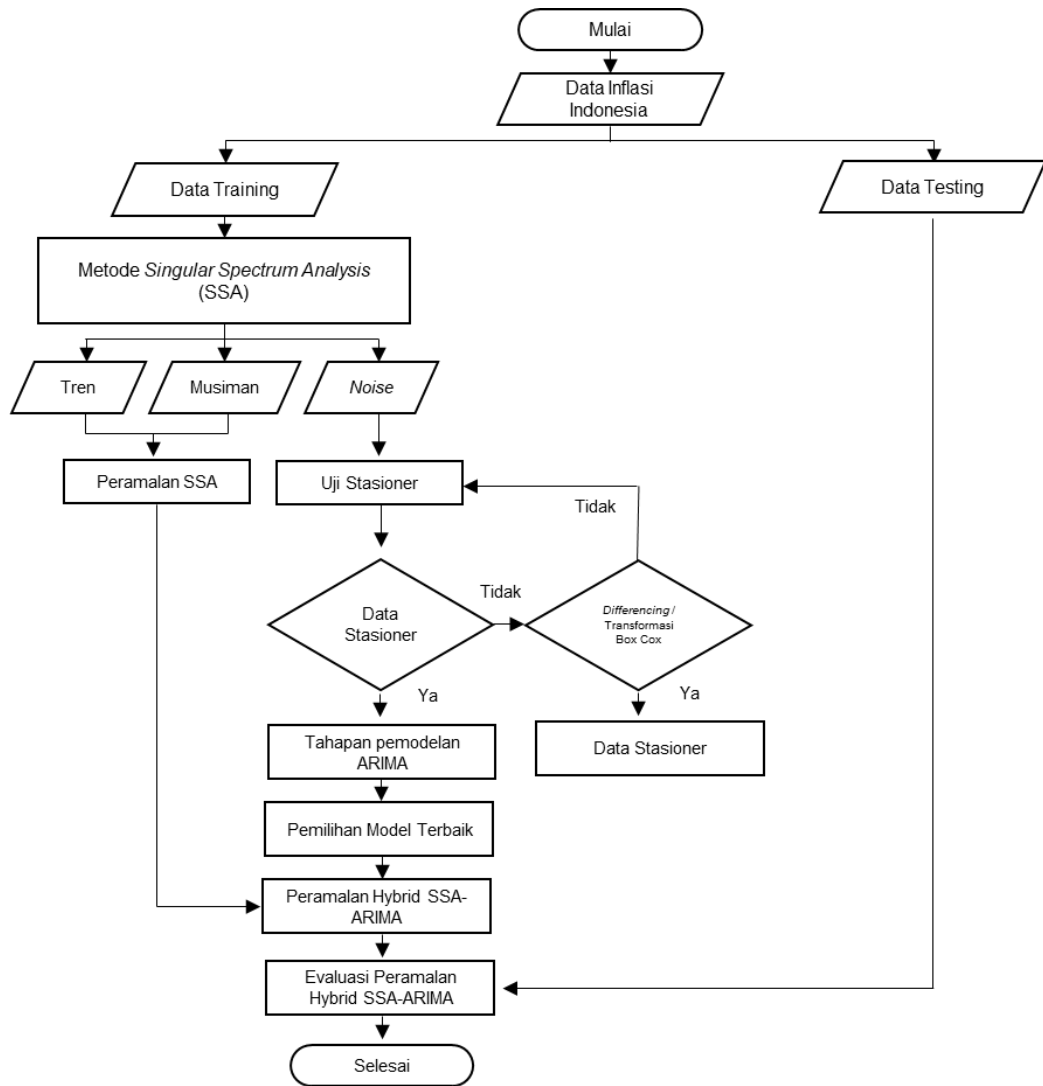 Mulai
Data Inflasi
Indonesia
Data Training
Data Testing
Metode Singular Spectrum Analysis
(SSA)
Tren
Musiman
Noise
Peramalan SSA
Uji Stasioner
Tidak
Data
Stasioner
Tidak
Differencing /
Transformasi
Box Cox
Ya
Ya
Tahapan pemodelan
ARIMA
Data Stasioner
Pemilihan Model Terbaik
Peramalan Hybrid SSA-
ARIMA
Evaluasi Peramalan
Hybrid SSA-ARIMA
Selesai